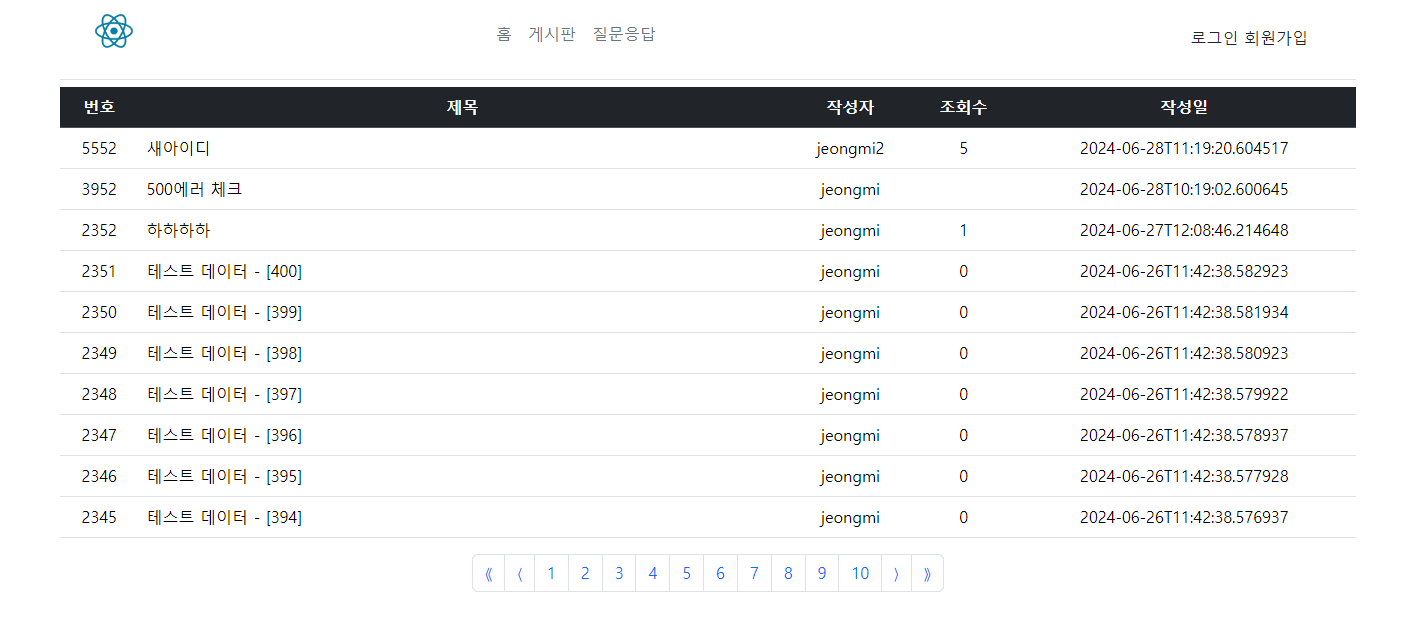 홈 게시판 질문응답 로그인 회원가입
번호 제목 작성자 조회수 작성일
5552 새아이디 jeongmi2 5 2024-06-28T11:19:20.604517
3952 500에러 체크 jeongmi 2024-06-28T10:19:02.600645
2352 하하하하 jeongmi 1 2024-06-27T12:08:46.214648
2351 테스트 데이터 - [400] jeongmi 0 2024-06-26T11:42:38.582923
2350 테스트 데이터 - [399] jeongmi 0 2024-06-26T11:42:38.581934
2349 테스트 데이터 - [398] jeongmi 0 2024-06-26T11:42:38.580923
2348 테스트 데이터 - [397] jeongmi 0 2024-06-26T11:42:38.579922
2347 테스트 데이터 - [396] jeongmi 0 2024-06-26T11:42:38.578937
2346 테스트 데이터 - [395] jeongmi 0 2024-06-26T11:42:38.577928
2345 테스트 데이터 - [394] jeongmi 0 2024-06-26T11:42:38.576937
⟪ ⟨ 1 2 3 4 5 6 7 8 9 10 ⟩ ⟫